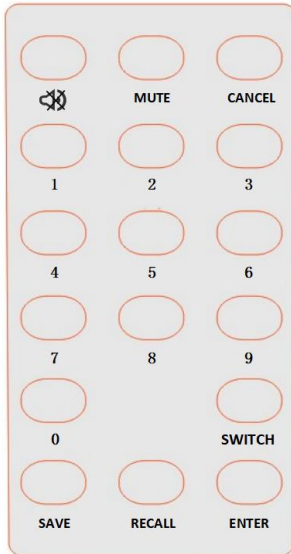 MUTE CANCEL
1 2 3
4 5 6
7 8 9
0 SWITCH
SAVE RECALL ENTER